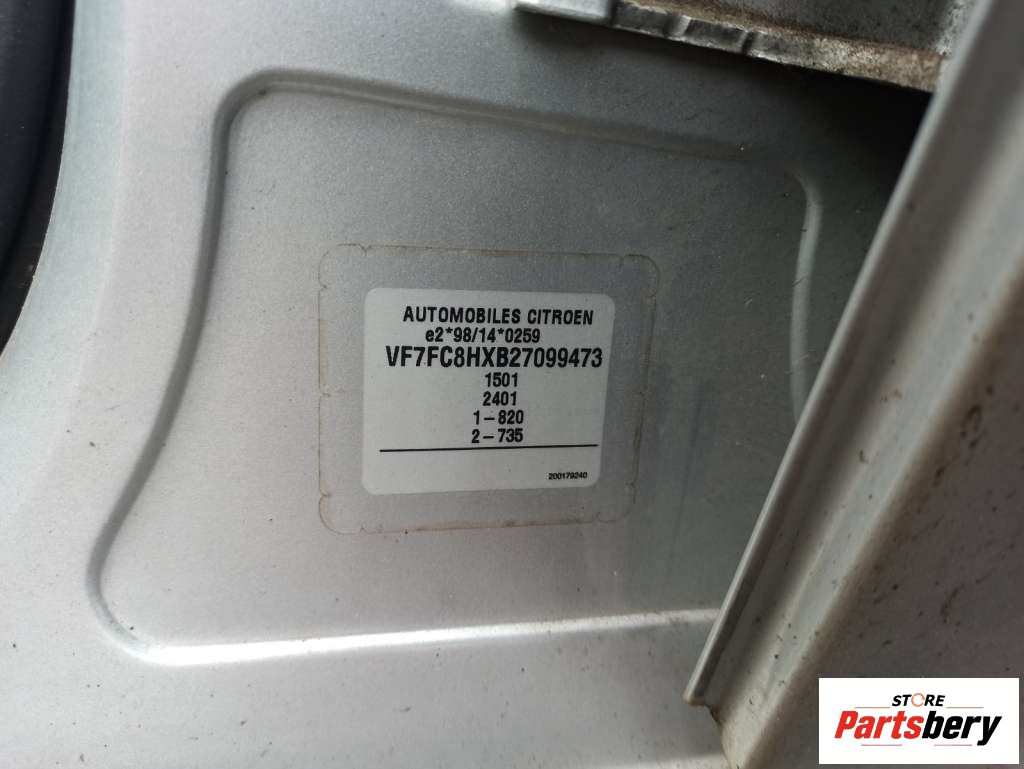 AUTOMOBILES CITROEN
e2*98/14*0259
VF7FC8HXB27099473
1501
2401
1-820
2-735
200179240
STORE
Partsbery